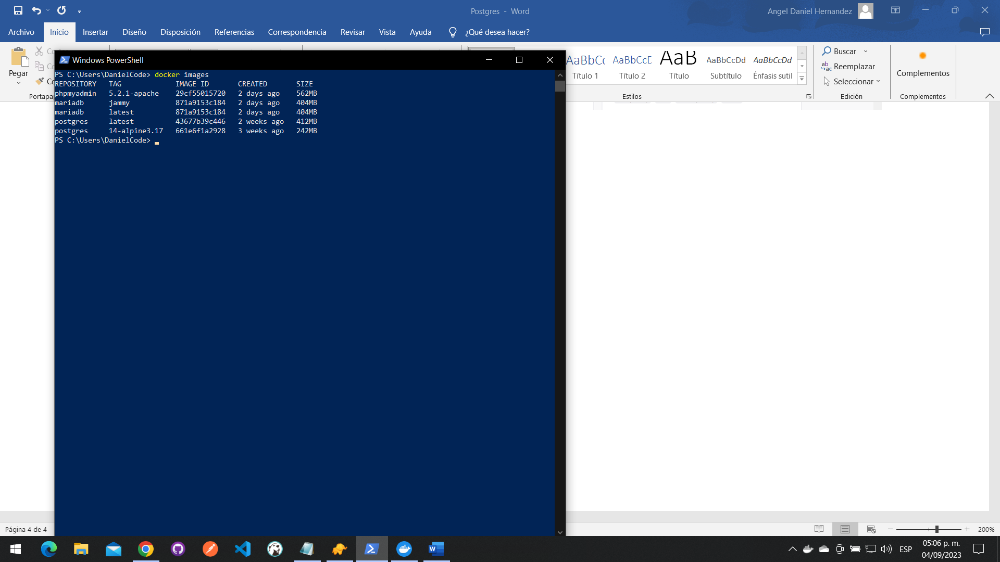 Postgres - Word
Angel Daniel Hernandez
Archivo Inicio Insertar Diseño Disposición Referencias Correspondencia Revisar Vista Ayuda ¿Qué desea hacer?
Pegar
Portapap
Windows PowerShell
PS C:\Users\DanielCode> docker images
REPOSITORY TAG IMAGE ID CREATED SIZE
phpmyadmin 5.2.1-apache 29cf55015720 2 days ago 562MB
mariadb jammy 871a9153c184 2 days ago 404MB
mariadb latest 871a9153c184 2 days ago 404MB
postgres latest 43677b39c446 2 weeks ago 412MB
postgres 14-alpine3.17 661e6f1a2928 3 weeks ago 242MB
PS C:\Users\DanielCode>
AaBbCc AaBbCcD AaB AaBbCcDd AaBbCcDd
Título 1 Título 2 Título Subtítulo Énfasis sutil
Estilos
Buscar
Reemplazar
Seleccionar
Edición
Complementos
Complementos
Página 4 de 4
200%
ESP
05:06 p. m.
04/09/2023